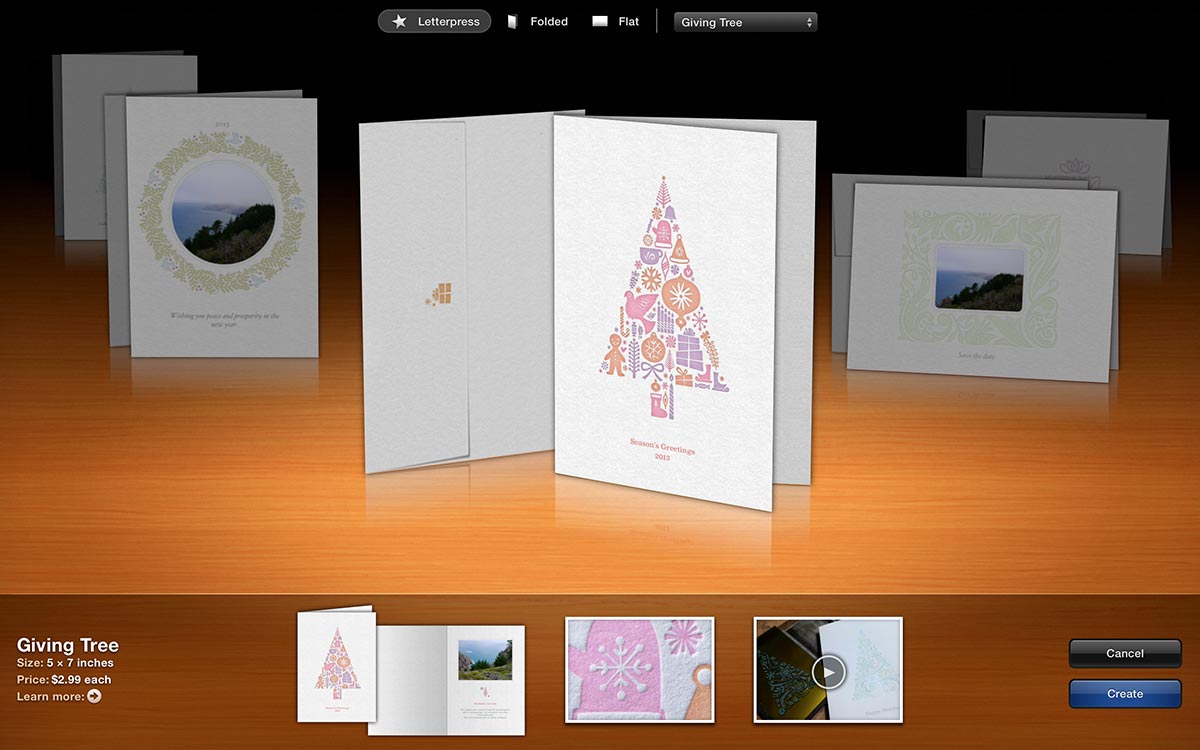 Letterpress
Folded
Flat
Giving Tree
2013
Wishing you peace and prosperity in the
new year
Season's Greetings
2013
Save the date
Giving Tree
Size: 5 × 7 inches
Price: $2.99 each
Learn more:
Cancel
Create